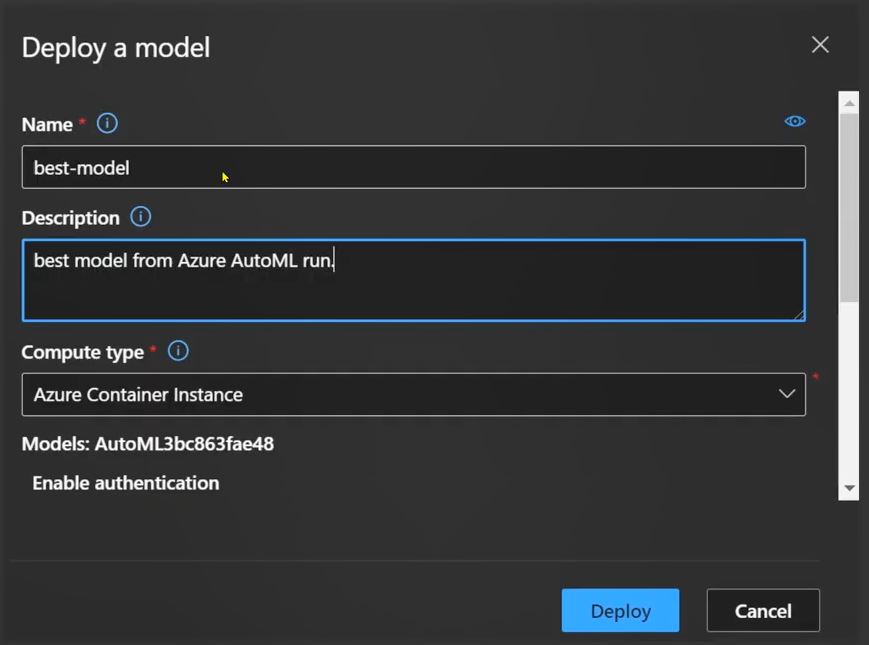 Deploy a model
Name *
best-model
Description
best model from Azure AutoML run.
Compute type *
Azure Container Instance
*
Models: AutoML3bc863fae48
Enable authentication
Deploy
Cancel